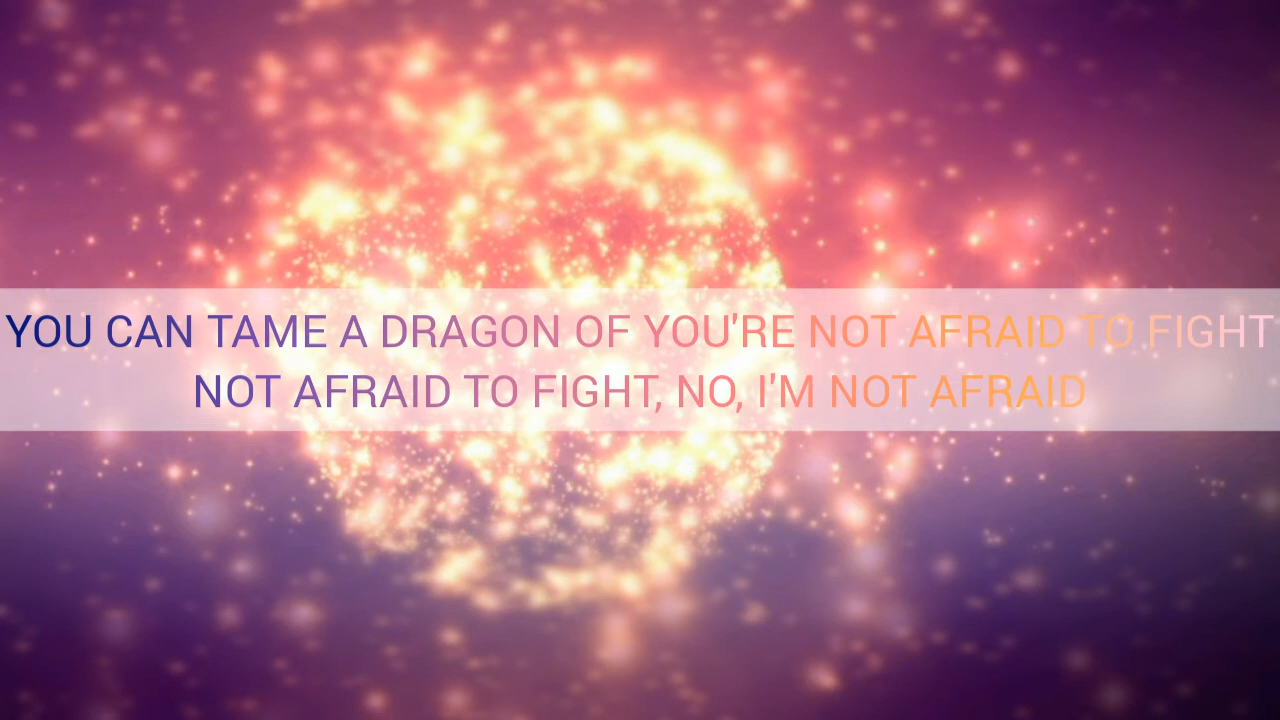 YOU CAN TAME A DRAGON OF YOU'RE NOT AFRAID TO FIGHT
NOT AFRAID TO FIGHT, NO, I'M NOT AFRAID